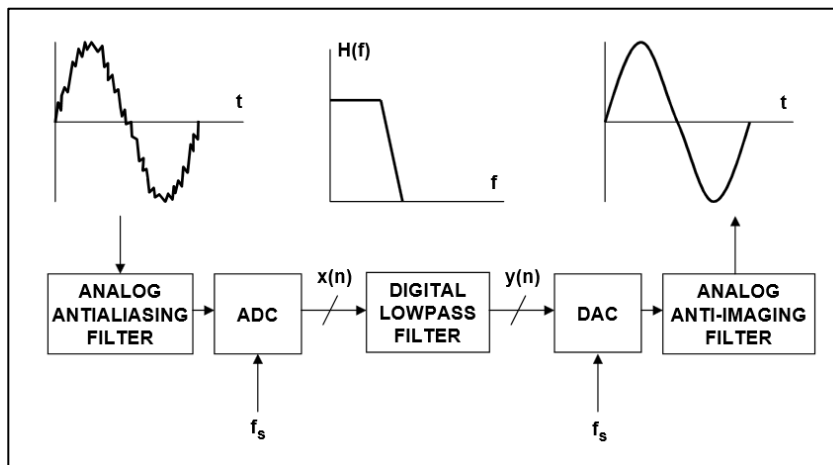 t
H(f)
f
t
ANALOG
ANTIALIASING
FILTER
ADC
x(n)
DIGITAL
LOWPASS
FILTER
y(n)
DAC
ANALOG
ANTI-IMAGING
FILTER
fs
fs